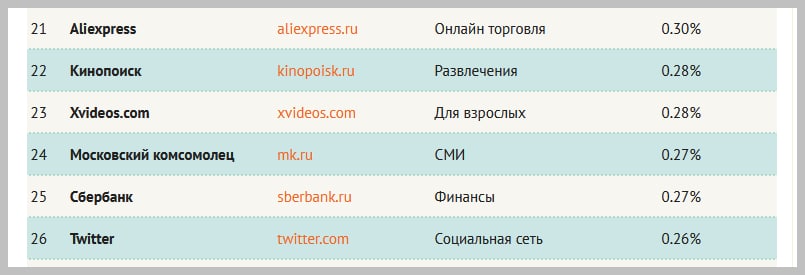 21 Aliexpress aliexpress.ru Онлайн торговля 0.30%
22 Кинопоиск kinopoisk.ru Развлечения 0.28%
23 Xvideos.com xvideos.com Для взрослых 0.28%
24 Московский комсомолец mk.ru СМИ 0.27%
25 Сбербанк sberbank.ru Финансы 0.27%
26 Twitter twitter.com Социальная сеть 0.26%